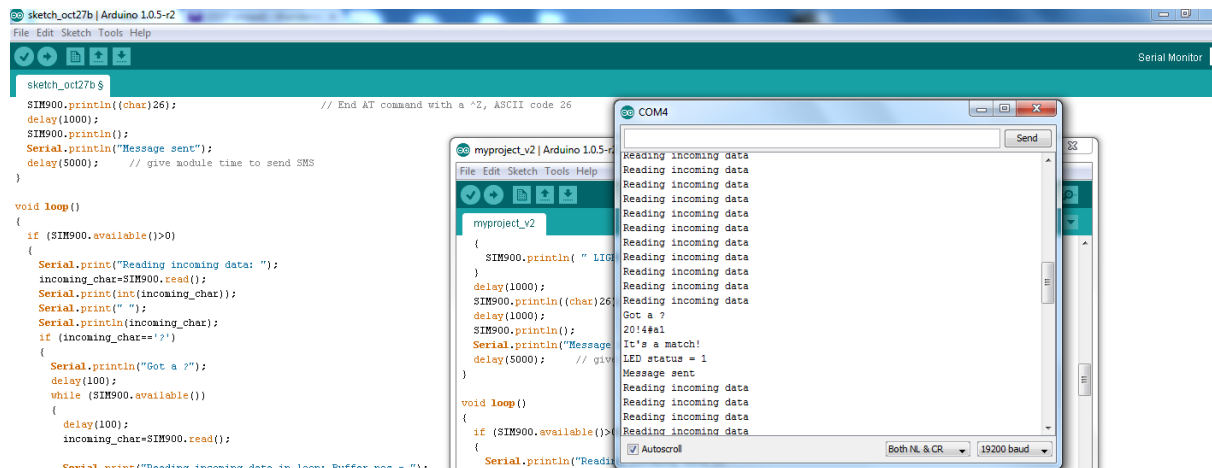 sketch_oct27b | Arduino 1.0.5-r2
File Edit Sketch Tools Help
Serial Monitor
sketch_oct27b §
SIM900.println((char)26); // End AT command with a ^Z, ASCII code 26
delay(1000);
SIM900.println();
Serial.println("Message sent");
delay(5000); // give module time to send SMS
}
void loop()
{
if (SIM900.available()>0)
{
Serial.print("Reading incoming data: ");
incoming_char=SIM900.read();
Serial.print(int(incoming_char));
Serial.print(" ");
Serial.println(incoming_char);
if (incoming_char=='?')
{
Serial.println("Got a ?");
delay(100);
while (SIM900.available())
{
delay(100);
incoming_char=SIM900.read();
Serial.print("Reading incoming data in loop: Buffer pos = ");
myproject_v2 | Arduino 1.0.5-r
File Edit Sketch Tools Help
myproject_v2
{
SIM900.println( " LIG
}
delay(1000);
SIM900.println((char)26)
delay(1000);
SIM900.println();
Serial.println("Message
delay(5000); // giv
}
void loop()
{
if (SIM900.available()>
{
Serial.println("Readi
COM4
Send
Reading incoming data
Reading incoming data
Reading incoming data
Reading incoming data
Reading incoming data
Reading incoming data
Reading incoming data
Reading incoming data
Reading incoming data
Reading incoming data
Reading incoming data
Got a ?
20!4#a1
It's a match!
LED status = 1
Message sent
Reading incoming data
Reading incoming data
Reading incoming data
Reading incoming data
Autoscroll
Both NL & CR
19200 baud